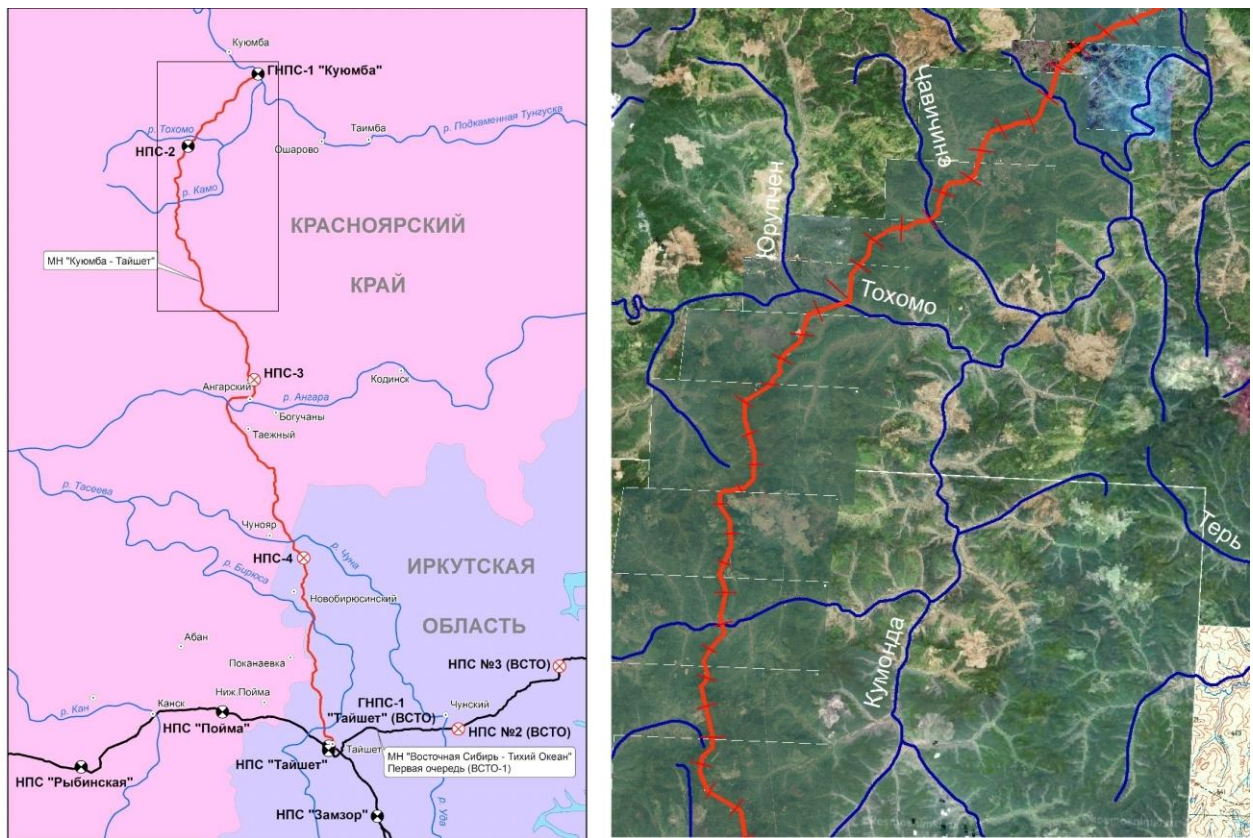 Куюмба
ГНПС-1 "Куюмба"
р. Тохомо
НПС-2
Ошарово
Таимба
р. Подкаменная Тунгуска
р. Камо
КРАСНОЯРСКИЙ
КРАЙ
МН "Куюмба - Тайшет"
НПС-3
Ангарский
р. Ангара
Кодинск
Богучаны
Таежный
р. Тасеева
Чунояр
НПС-4
р. Чуна
р. Бирюса
ИРКУТСКАЯ
ОБЛАСТЬ
Новобирюсинский
Абан
Поканаевка
НПС №3 (ВСТО)
Ниж.Пойма
ГНПС-1
"Тайшет" (ВСТО)
Чунский
р. Кан
Канск
НПС "Пойма"
НПС №2 (ВСТО)
НПС "Тайшет"
Тайшет
МН "Восточная Сибирь - Тихий Океан"
Первая очередь (ВСТО-1)
НПС "Рыбинская"
НПС "Замзор"
р. Уда
Чавичинэ
Юрупчен
Тохомо
Терь
Кумонда